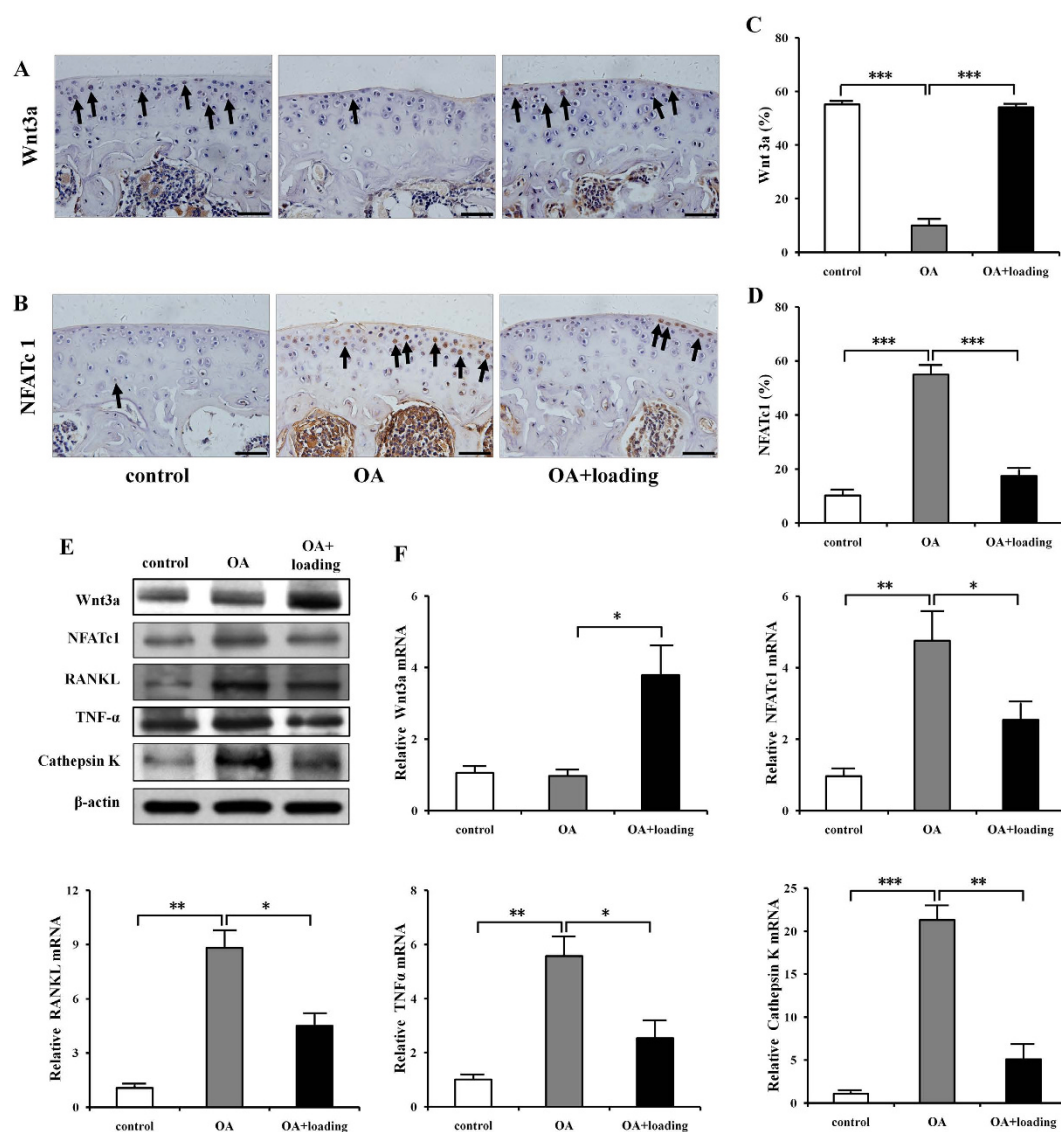 A
Wnt3a
B
NFATc 1
control
OA
OA+loading
C
80
60
40
20
0
Wnt 3a (%)
***
***
control
OA
OA+loading
D
80
60
40
20
0
NFATc1 (%)
***
***
control
OA
OA+loading
E
control
OA
OA+
loading
Wnt3a
NFATc1
RANKL
TNF-α
Cathepsin K
β-actin
F
6
4
2
0
Relative Wnt3a mRNA
*
control
OA
OA+loading
6
4
2
0
Relative NFATc1 mRNA
**
*
control
OA
OA+loading
12
9
6
3
0
Relative RANKL mRNA
**
*
control
OA
OA+loading
8
6
4
2
0
Relative TNFα mRNA
**
*
control
OA
OA+loading
25
20
15
10
5
0
Relative Cathepsin K mRNA
***
**
control
OA
OA+loading